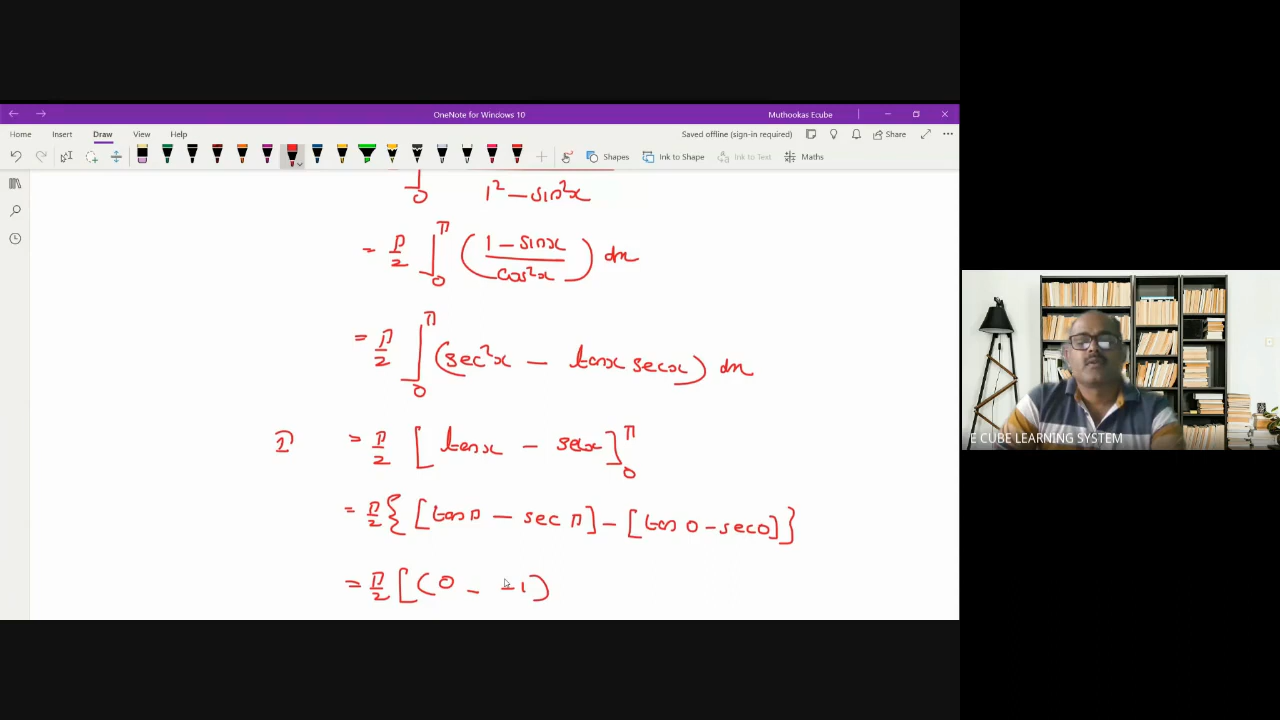 OneNote for Windows 10
Muthookas Ecube
Home Insert Draw View Help
Saved offline (sign-in required)
Share
Shapes
Ink to Shape
Ink to Text
Maths
0 1² – sin²x
= π/2 ∫₀^π ( (1 – sinx)/(cos²x) ) dx
= π/2 ∫₀^π (sec²x – tanx secx) dx
I = π/2 [tanx – secx]₀^π
= π/2 { [tan π – sec π] – [tan 0 – sec 0] }
= π/2 [(0 – -1)
E CUBE LEARNING SYSTEM